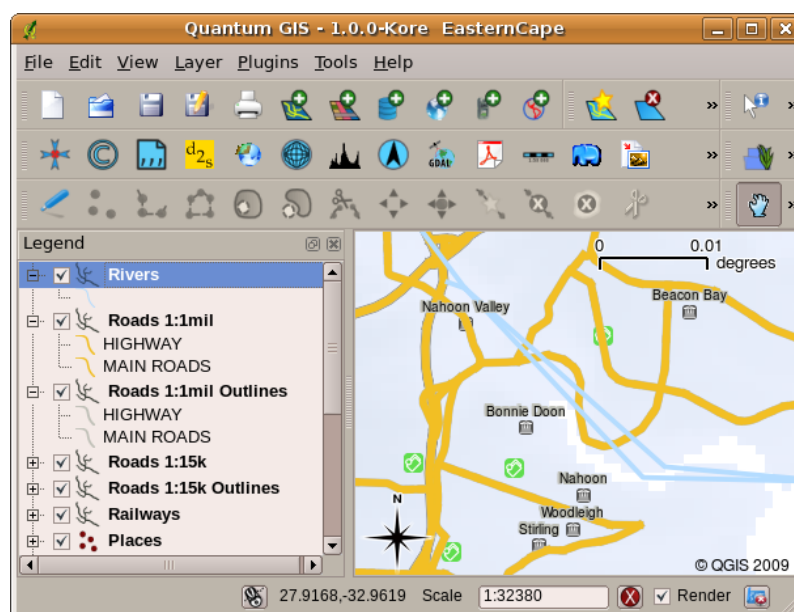 Quantum GIS - 1.0.0-Kore EasternCape
File Edit View Layer Plugins Tools Help
d2s
GDAL
Legend
Rivers
Roads 1:1mil
HIGHWAY
MAIN ROADS
Roads 1:1mil Outlines
HIGHWAY
MAIN ROADS
Roads 1:15k
Roads 1:15k Outlines
Railways
Places
0 0.01
degrees
Nahoon Valley
Beacon Bay
Bonnie Doon
Nahoon
Woodleigh
Stirling
N
© QGIS 2009
27.9168,-32.9619 Scale 1:32380 Render